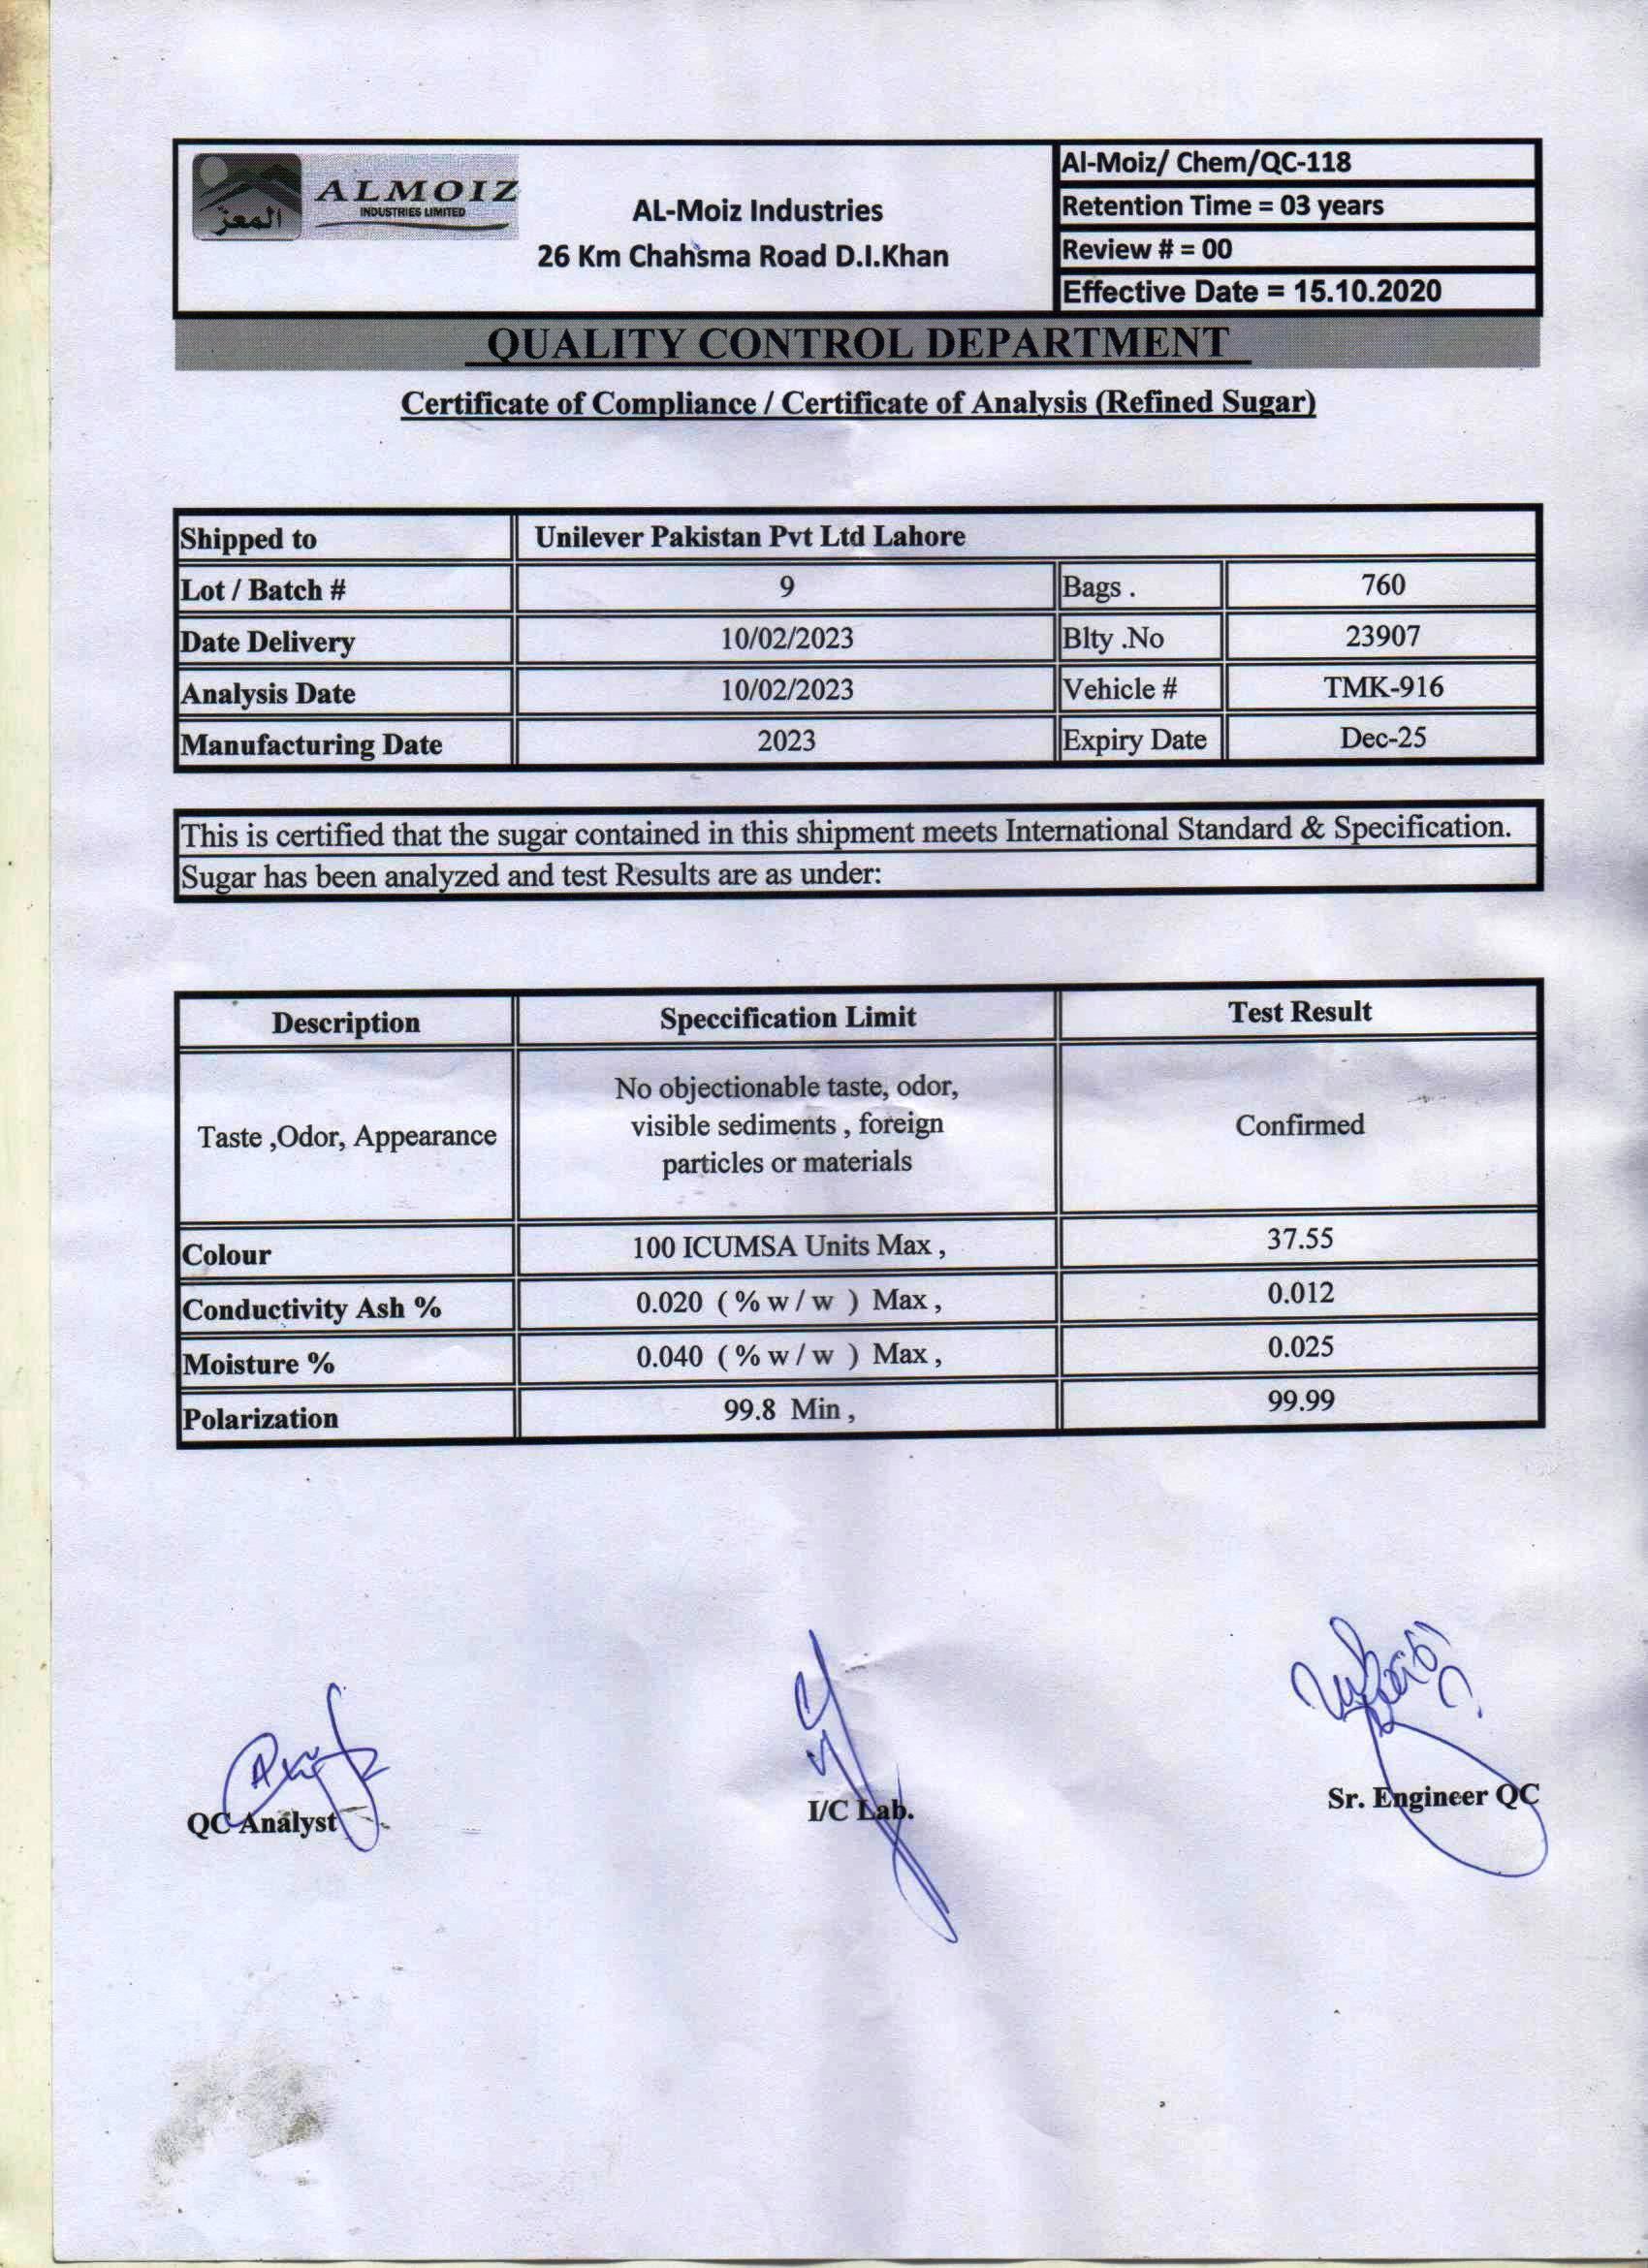 المعز
ALMOIZ
INDUSTRIES LIMITED
AL-Moiz Industries
26 Km Chahsma Road D.I.Khan
Al-Moiz/ Chem/QC-118
Retention Time = 03 years
Review # = 00
Effective Date = 15.10.2020
QUALITY CONTROL DEPARTMENT
Certificate of Compliance / Certificate of Analysis (Refined Sugar)
Shipped to Unilever Pakistan Pvt Ltd Lahore
Lot / Batch # 9 Bags . 760
Date Delivery 10/02/2023 Blty .No 23907
Analysis Date 10/02/2023 Vehicle # TMK-916
Manufacturing Date 2023 Expiry Date Dec-25
This is certified that the sugar contained in this shipment meets International Standard & Specification.
Sugar has been analyzed and test Results are as under:
Description Speccification Limit Test Result
Taste ,Odor, Appearance No objectionable taste, odor,
visible sediments , foreign
particles or materials
Confirmed
Colour 100 ICUMSA Units Max , 37.55
Conductivity Ash % 0.020 ( % w / w ) Max , 0.012
Moisture % 0.040 ( % w / w ) Max , 0.025
Polarization 99.8 Min , 99.99
QC Analyst I/C Lab. Sr. Engineer QC